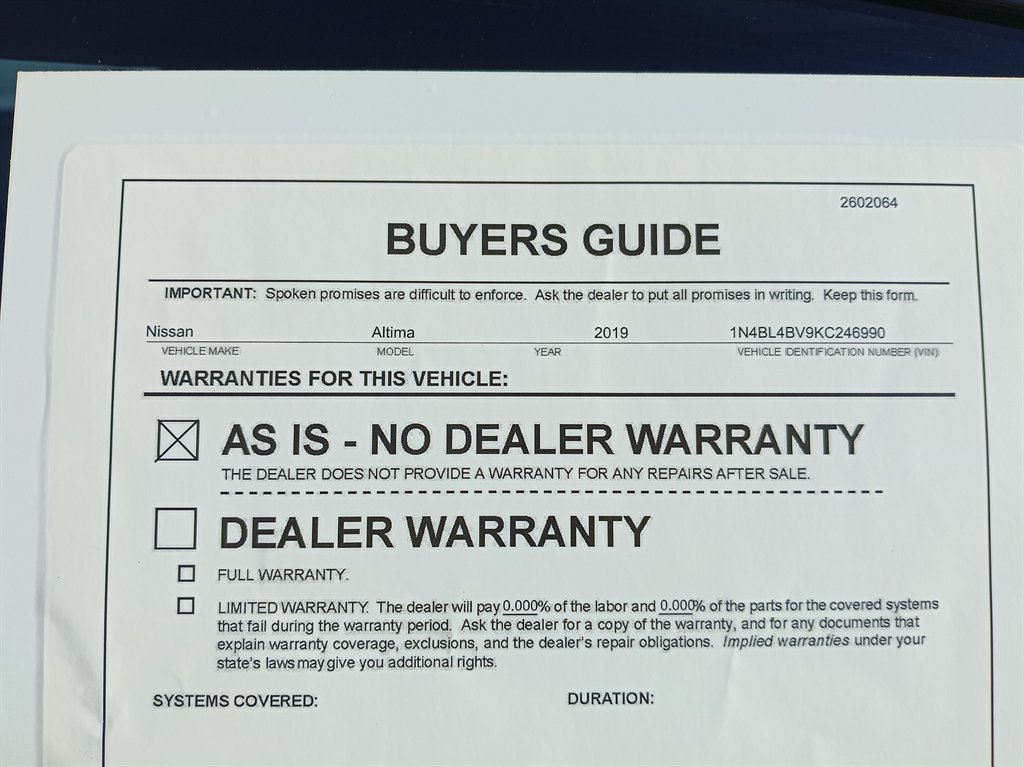 2602064
BUYERS GUIDE
IMPORTANT: Spoken promises are difficult to enforce. Ask the dealer to put all promises in writing. Keep this form.
Nissan Altima 2019 1N4BL4BV9KC246990
VEHICLE MAKE MODEL YEAR VEHICLE IDENTIFICATION NUMBER (VIN)
WARRANTIES FOR THIS VEHICLE:
AS IS - NO DEALER WARRANTY
THE DEALER DOES NOT PROVIDE A WARRANTY FOR ANY REPAIRS AFTER SALE.
DEALER WARRANTY
FULL WARRANTY.
LIMITED WARRANTY. The dealer will pay 0.000% of the labor and 0.000% of the parts for the covered systems
that fail during the warranty period. Ask the dealer for a copy of the warranty, and for any documents that
explain warranty coverage, exclusions, and the dealer's repair obligations. Implied warranties under your
state's laws may give you additional rights.
SYSTEMS COVERED: DURATION: